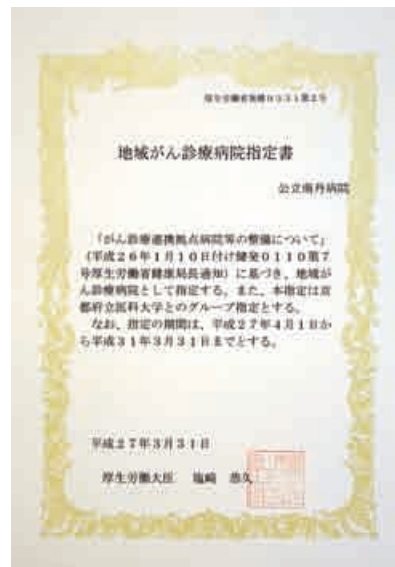 厚生労働省発健0331第2号
地域がん診療病院指定書
公立南丹病院
「がん診療連携拠点病院等の整備について」
(平成26年1月10日付け健発0110第7
号厚生労働省健康局長通知)に基づき、地域が
ん診療病院として指定する。また、本指定は京
都府立医科大学とのグループ指定とする。
なお、指定の期間は、平成27年4月1日か
ら平成31年3月31日までとする。
平成27年3月31日
厚生労働大臣 塩崎 恭久